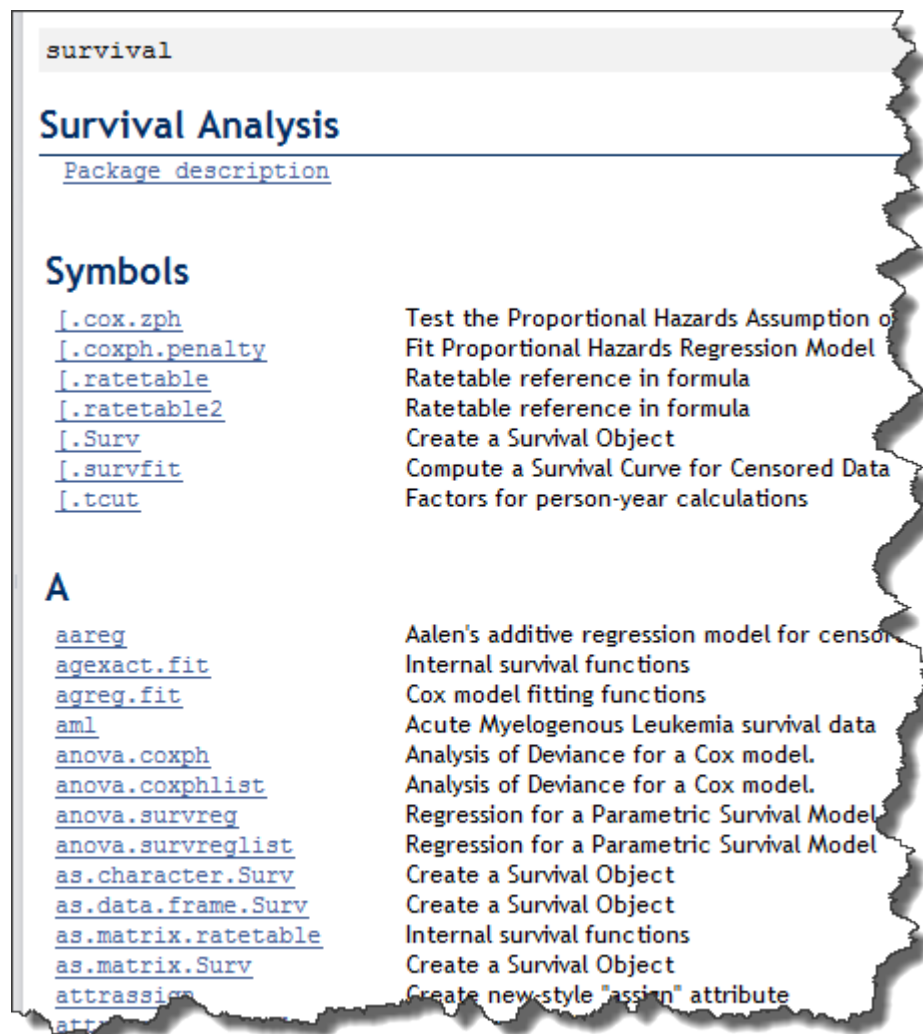 survival
Survival Analysis
Package description
Symbols
[.cox.zph Test the Proportional Hazards Assumption
[.coxph.penalty Fit Proportional Hazards Regression Model
[.ratetable Ratetable reference in formula
[.ratetable2 Ratetable reference in formula
[.Surv Create a Survival Object
[.survfit Compute a Survival Curve for Censored Data
[.tcut Factors for person-year calculations
A
aareg Aalen's additive regression model for
agexact.fit Internal survival functions
agreg.fit Cox model fitting functions
aml Acute Myelogenous Leukemia survival data
anova.coxph Analysis of Deviance for a Cox model.
anova.coxphlist Analysis of Deviance for a Cox model.
anova.survreg Regression for a Parametric Survival Model
anova.survreglist Regression for a Parametric Survival Model
as.character.Surv Create a Survival Object
as.data.frame.Surv Create a Survival Object
as.matrix.ratetable Internal survival functions
as.matrix.Surv Create a Survival Object
attrassign Create new-style "assign" attribute